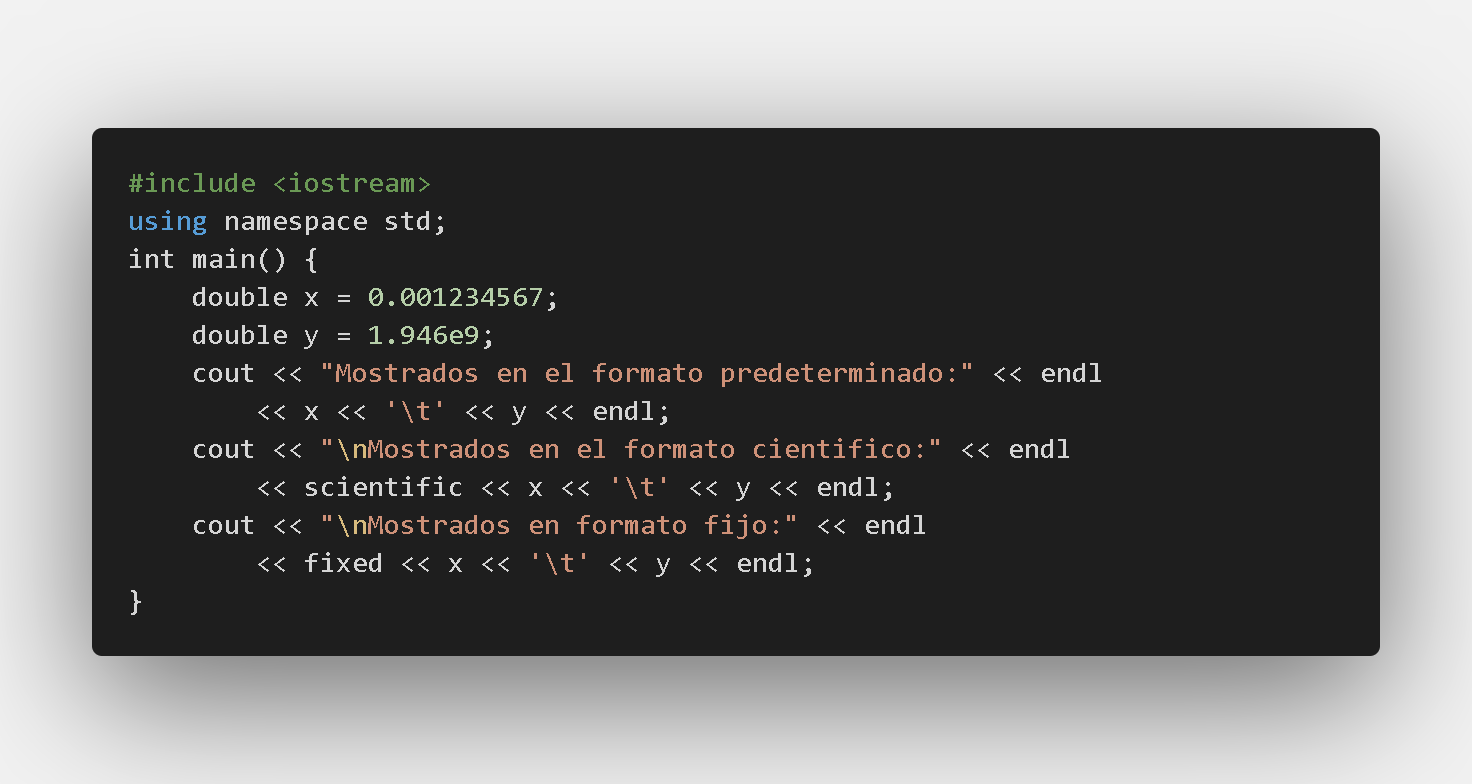 #include <iostream>
using namespace std;
int main() {
    double x = 0.001234567;
    double y = 1.946e9;
    cout << "Mostrados en el formato predeterminado:" << endl
        << x << '\t' << y << endl;
    cout << "\nMostrados en el formato cientifico:" << endl
        << scientific << x << '\t' << y << endl;
    cout << "\nMostrados en formato fijo:" << endl
        << fixed << x << '\t' << y << endl;
}